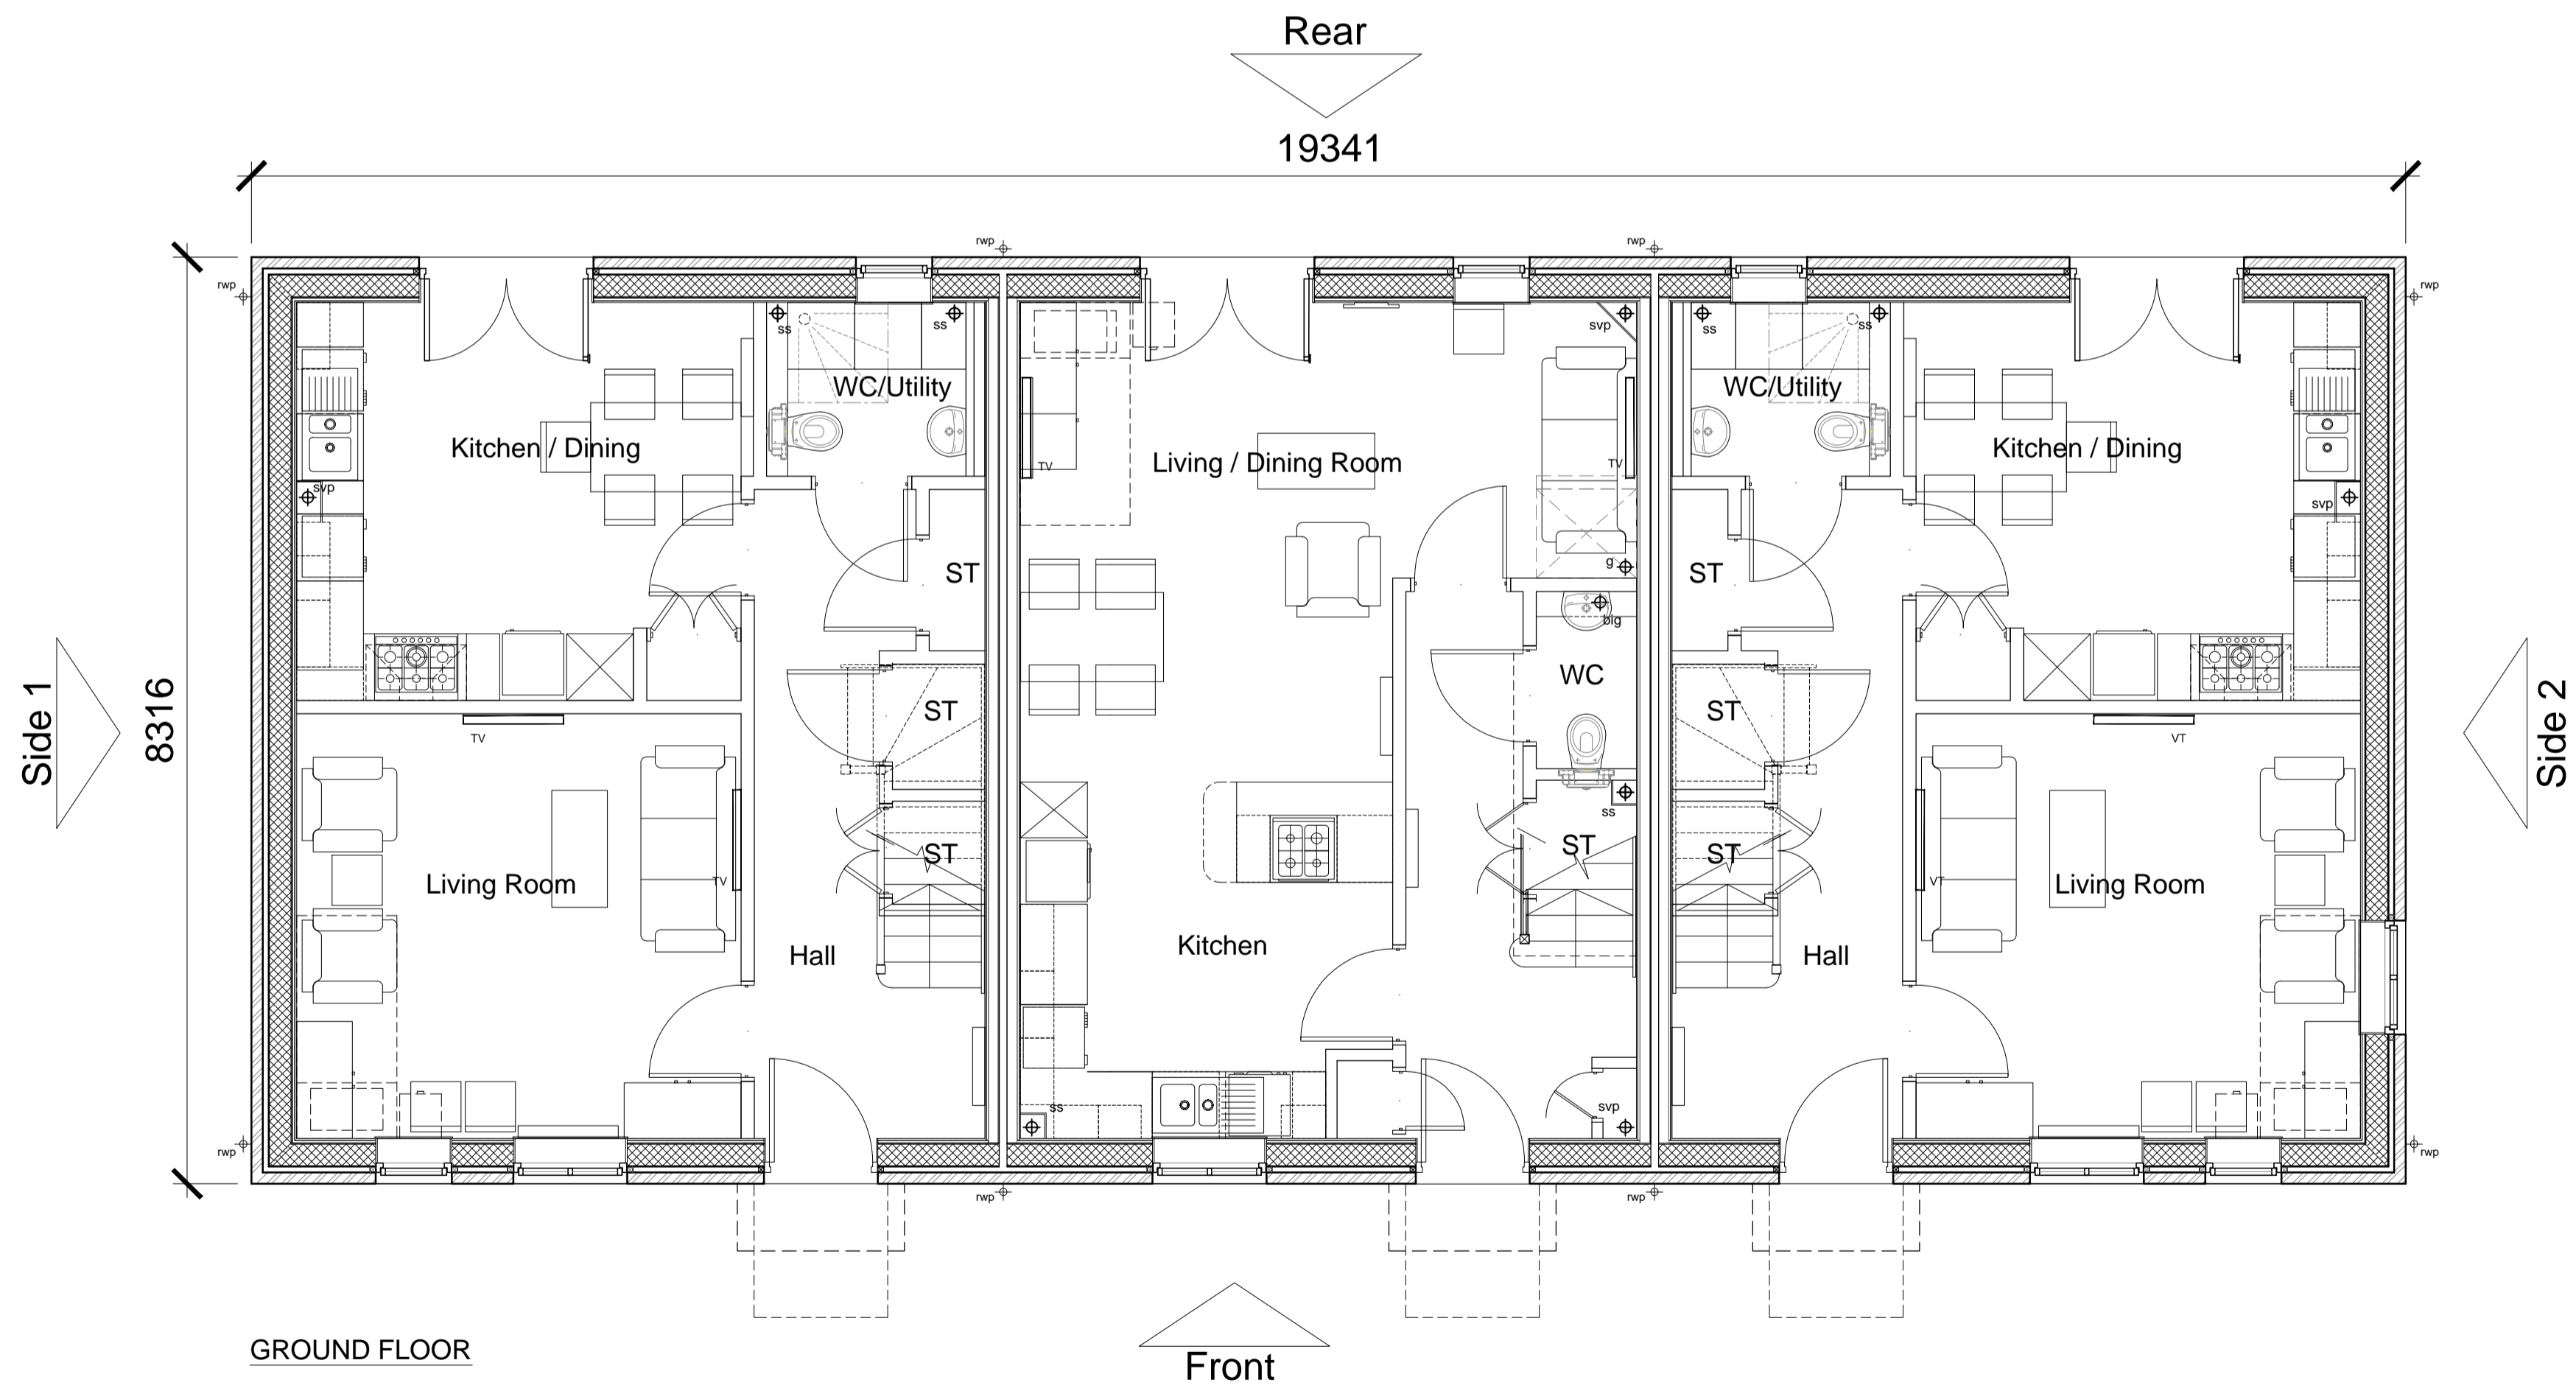 Rear
19341
rwp
rwp
rwp
rwp
ss
ss
svp
ss
ss
WC/Utility
WC/Utility
Kitchen / Dining
Living / Dining Room
Kitchen / Dining
TV
TV
svp
svp
ST
g
ST
big
WC
ST
ST
Side 1
8316
Side 2
TV
VT
ss
ST
ST
ST
TV
VT
Living Room
Living Room
Kitchen
Hall
Hall
ss
svp
rwp
rwp
rwp
rwp
GROUND FLOOR
Front